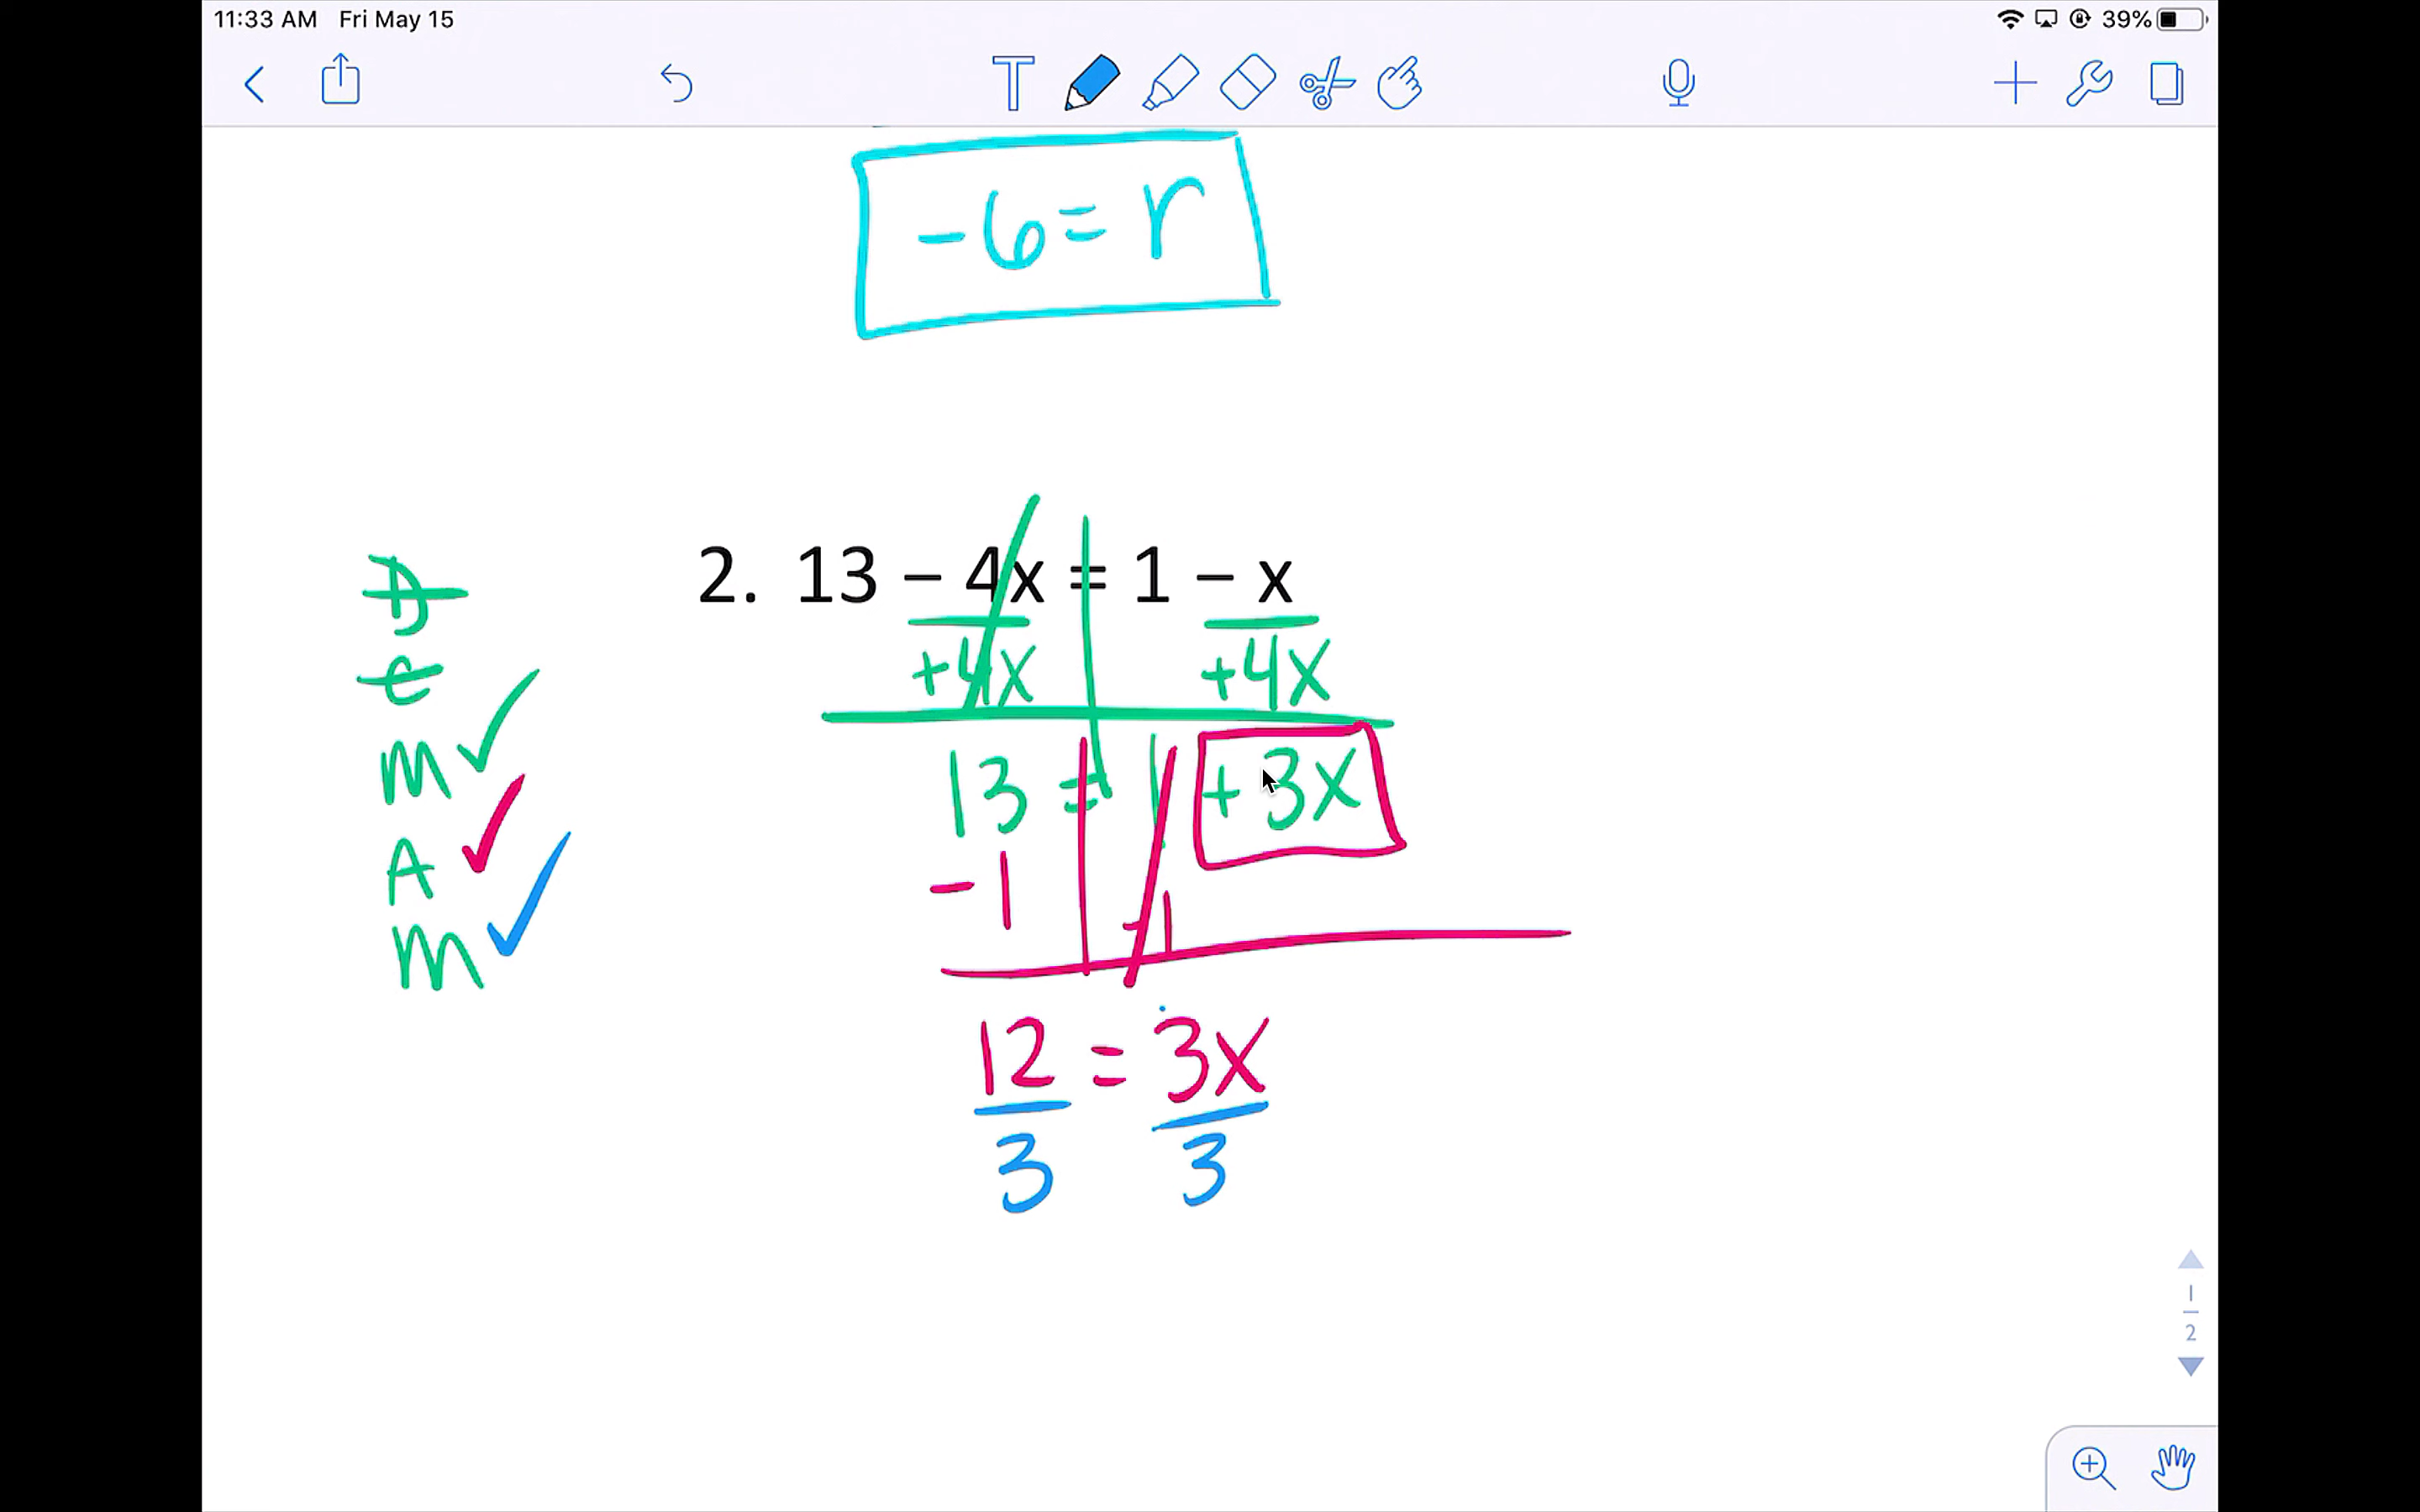 11:33 AM Fri May 15 39%
T
-6=r
2. 13 – 4x = 1 – x
D
+4x +4x
C
M
13 = 1 +3x
A
-1 -1
M
12 = 3x
3 3
1
2